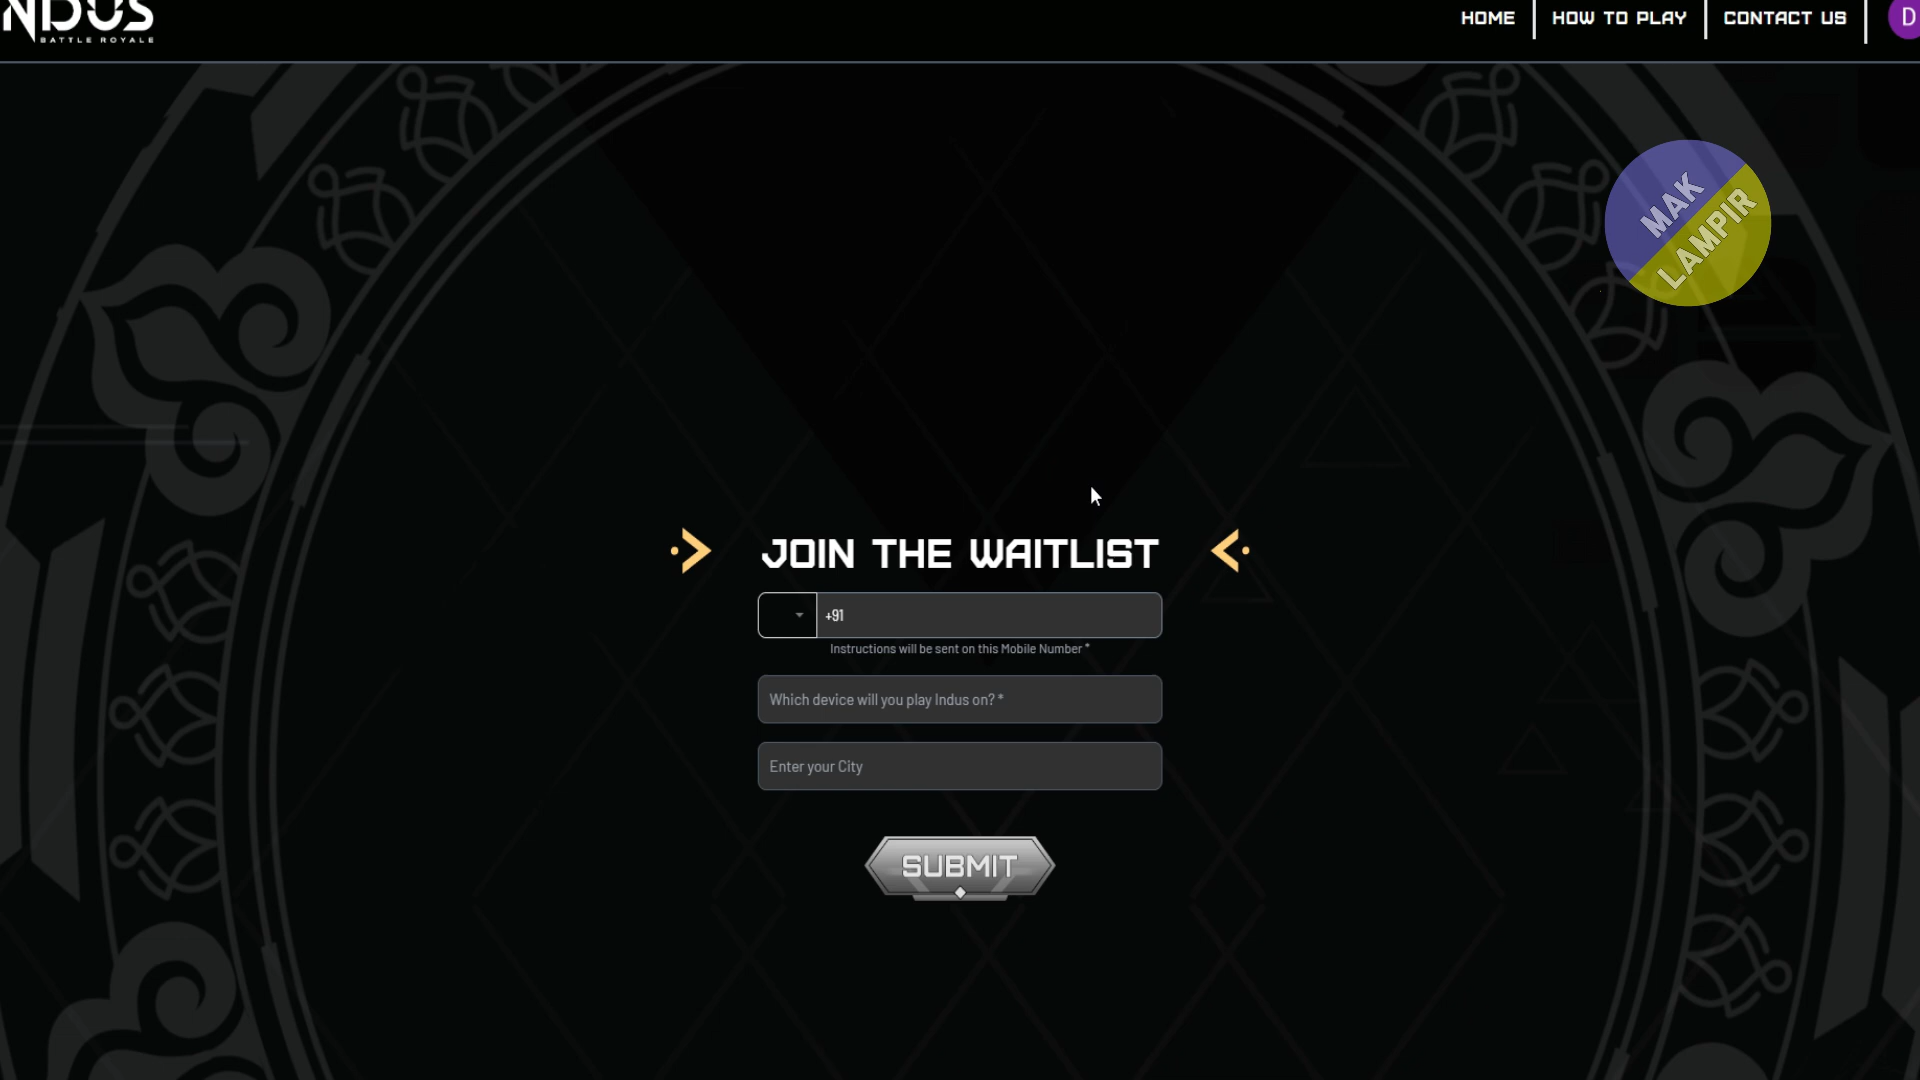 NDUS
BATTLE ROYALE
HOME
HOW TO PLAY
CONTACT US
D
MAK
LAMPIR
JOIN THE WAITLIST
+91
Instructions will be sent on this Mobile Number *
Which device will you play Indus on? *
Enter your City
SUBMIT